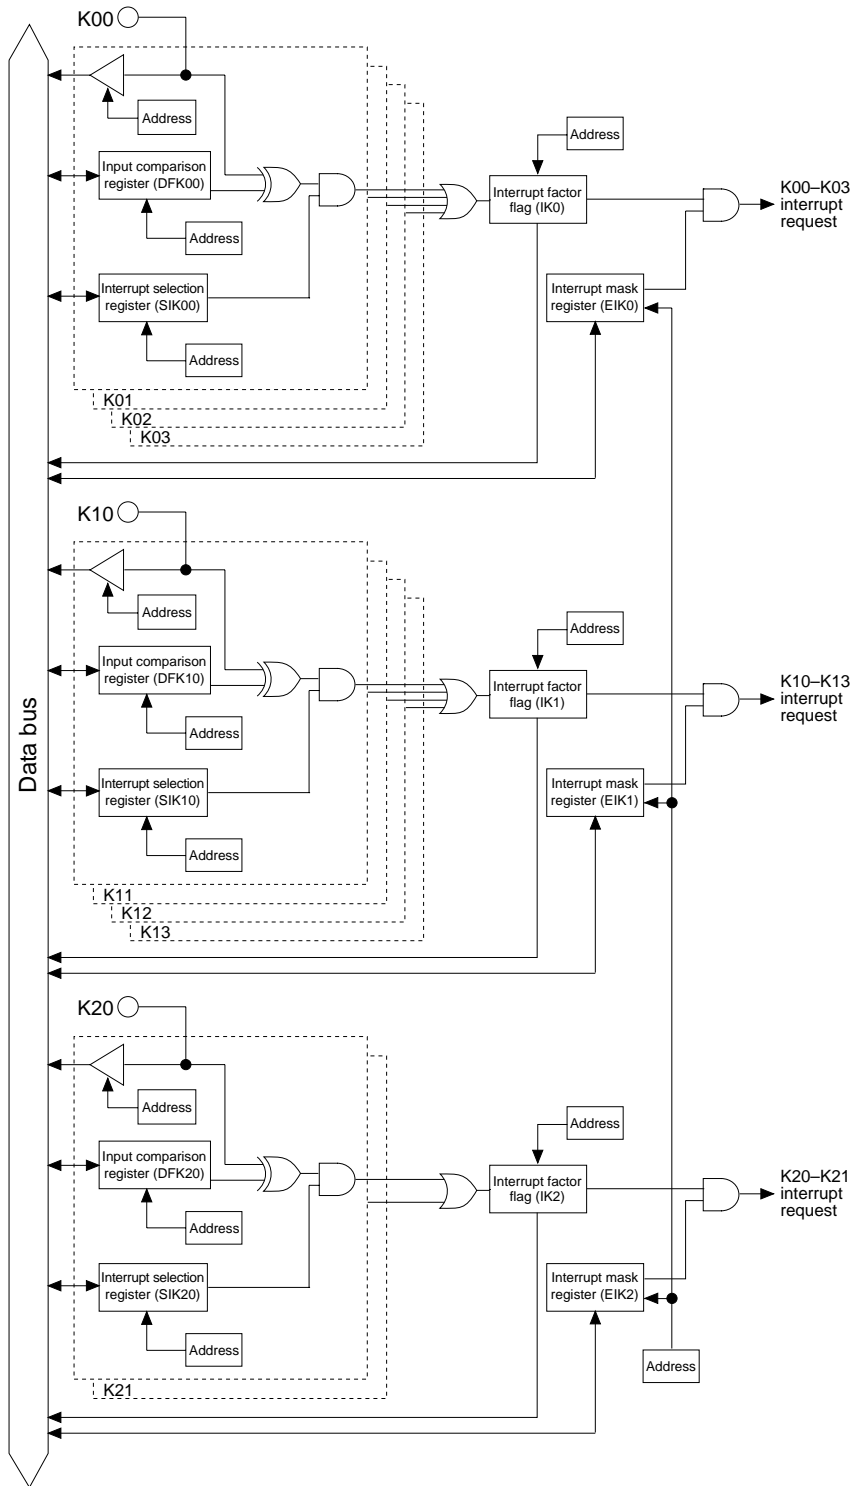 K00
Address
Address
Input comparison
register (DFK00)
Interrupt factor
flag (IK0)
K00–K03
interrupt
request
Address
Interrupt selection
register (SIK00)
Interrupt mask
register (EIK0)
Address
K01
K02
K03
K10
Address
Address
Input comparison
register (DFK10)
Interrupt factor
flag (IK1)
K10–K13
interrupt
request
Address
Data bus
Interrupt selection
register (SIK10)
Interrupt mask
register (EIK1)
Address
K11
K12
K13
K20
Address
Address
Input comparison
register (DFK20)
Interrupt factor
flag (IK2)
K20–K21
interrupt
request
Address
Interrupt selection
register (SIK20)
Interrupt mask
register (EIK2)
Address
Address
K21